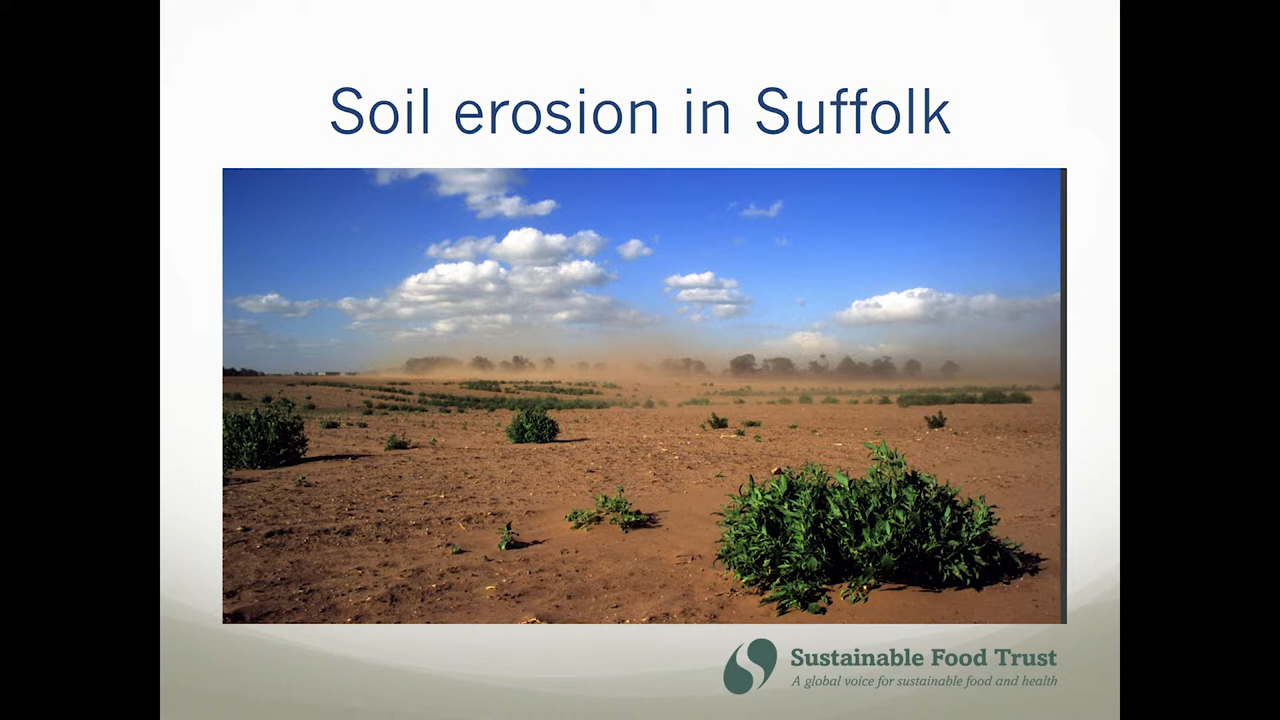 Soil erosion in Suffolk
Sustainable Food Trust
A global voice for sustainable food and health